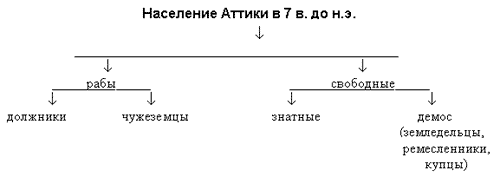 Население Аттики в 7 в. до н.э.
рабы свободные
должники чужеземцы знатные демос
(земледельцы,
ремесленники,
купцы)